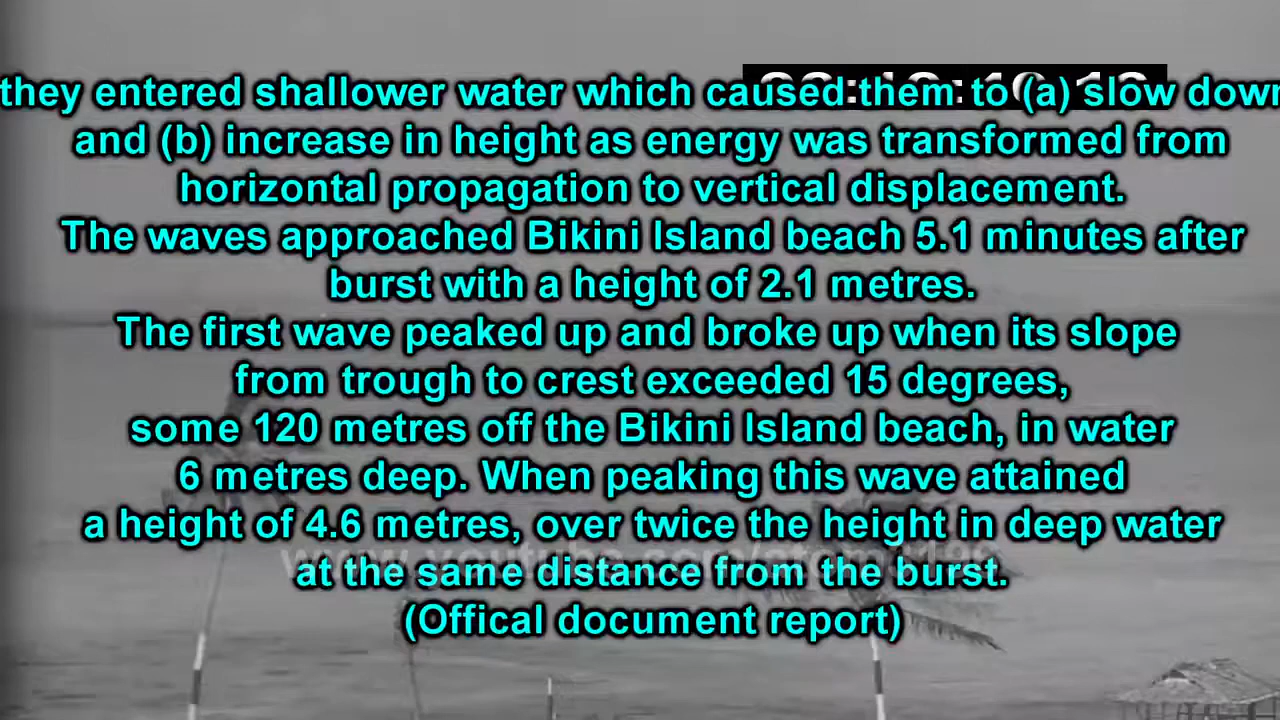 they entered shallower water which caused them to (a) slow down
and (b) increase in height as energy was transformed from
horizontal propagation to vertical displacement.
The waves approached Bikini Island beach 5.1 minutes after
burst with a height of 2.1 metres.
The first wave peaked up and broke up when its slope
from trough to crest exceeded 15 degrees,
some 120 metres off the Bikini Island beach, in water
6 metres deep. When peaking this wave attained
a height of 4.6 metres, over twice the height in deep water
at the same distance from the burst.
(Offical document report)